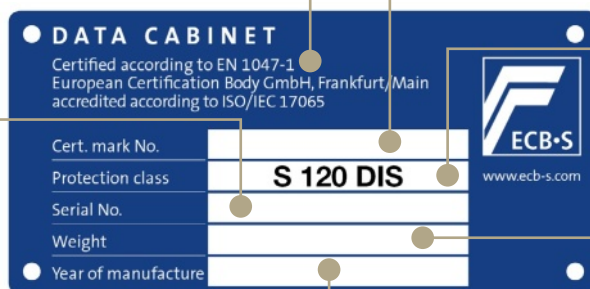 DATA CABINET
Certified according to EN 1047-1
European Certification Body GmbH, Frankfurt/Main
accredited according to ISO/IEC 17065
ECB•S
www.ecb-s.com
Cert. mark No.
Protection class S 120 DIS
Serial No.
Weight
Year of manufacture